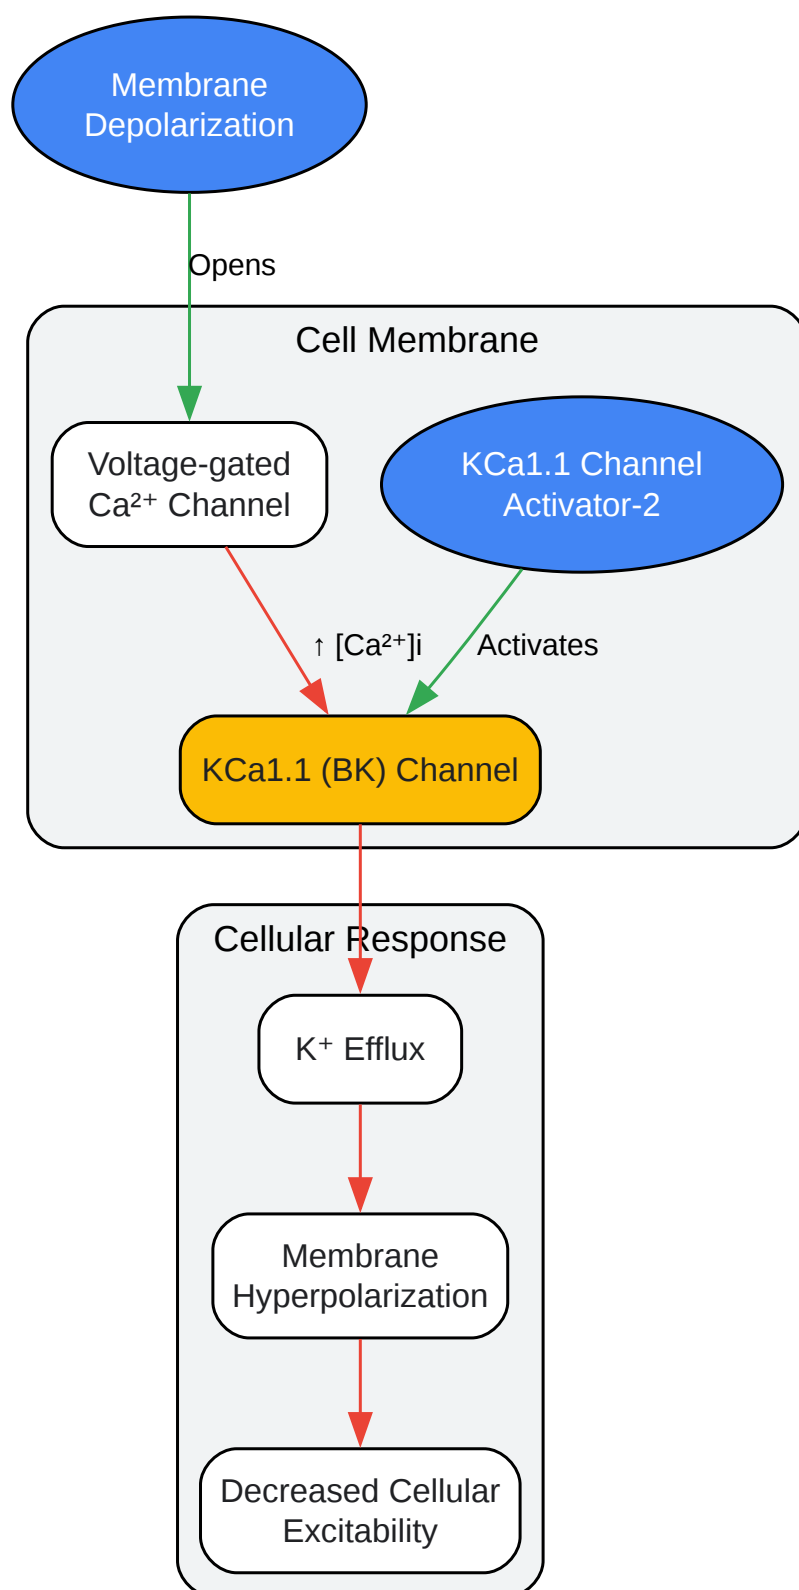 Membrane
Depolarization
Opens
Cell Membrane
Voltage-gated
Ca²⁺ Channel
KCa1.1 Channel
Activator-2
↑ [Ca²⁺]i
Activates
KCa1.1 (BK) Channel
Cellular Response
K⁺ Efflux
Membrane
Hyperpolarization
Decreased Cellular
Excitability